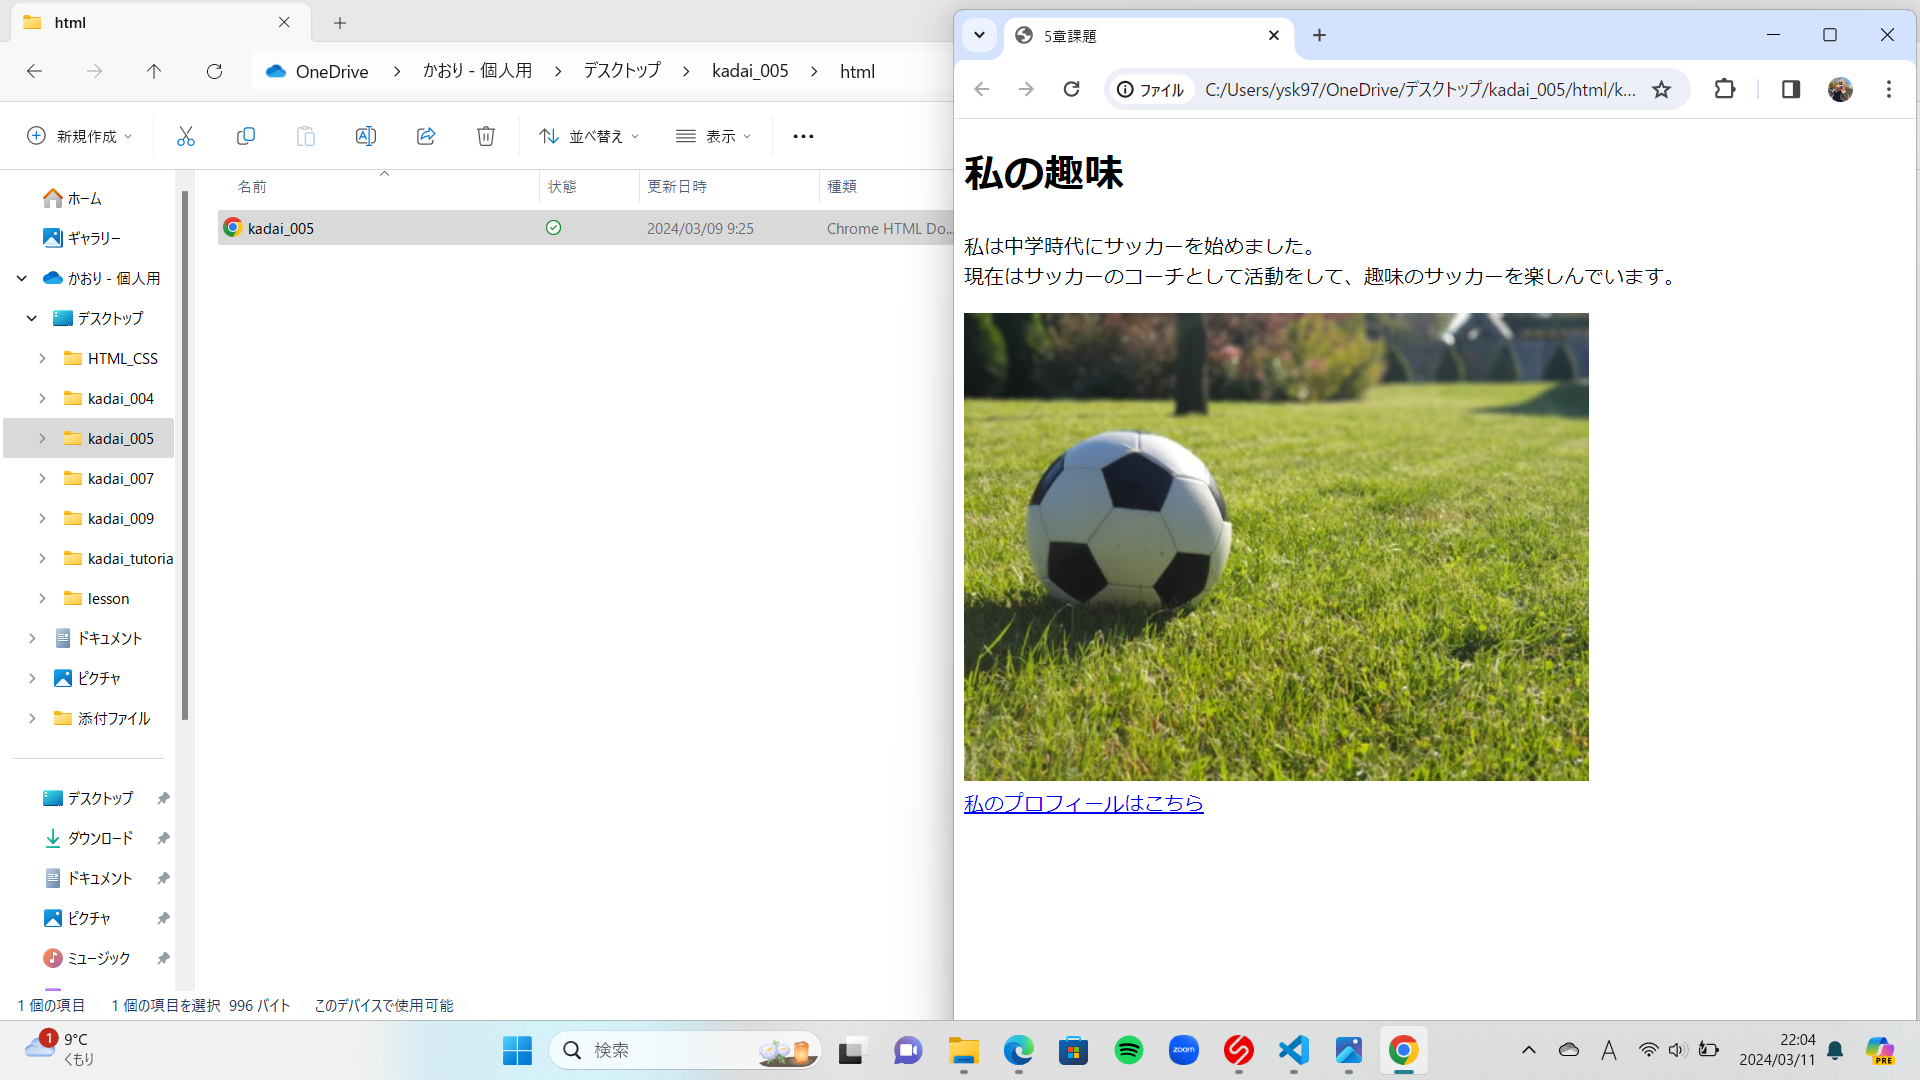 html
OneDrive > かおり - 個人用 > デスクトップ > kadai_005 > html
新規作成
並べ替え
表示
ホーム
ギャラリー
かおり - 個人用
デスクトップ
HTML_CSS
kadai_004
kadai_005
kadai_007
kadai_009
kadai_tutoria
lesson
ドキュメント
ピクチャ
添付ファイル
デスクトップ
ダウンロード
ドキュメント
ピクチャ
ミュージック
名前 状態 更新日時 種類
kadai_005 2024/03/09 9:25 Chrome HTML Do...
1 個の項目 1 個の項目を選択 996 バイト このデバイスで使用可能
5章課題
ファイル C:/Users/ysk97/OneDrive/デスクトップ/kadai_005/html/k...
私の趣味
私は中学時代にサッカーを始めました。
現在はサッカーのコーチとして活動をして、趣味のサッカーを楽しんでいます。
私のプロフィールはこちら
1
9°C
くもり
検索
zoom
A
22:04
2024/03/11
PRE